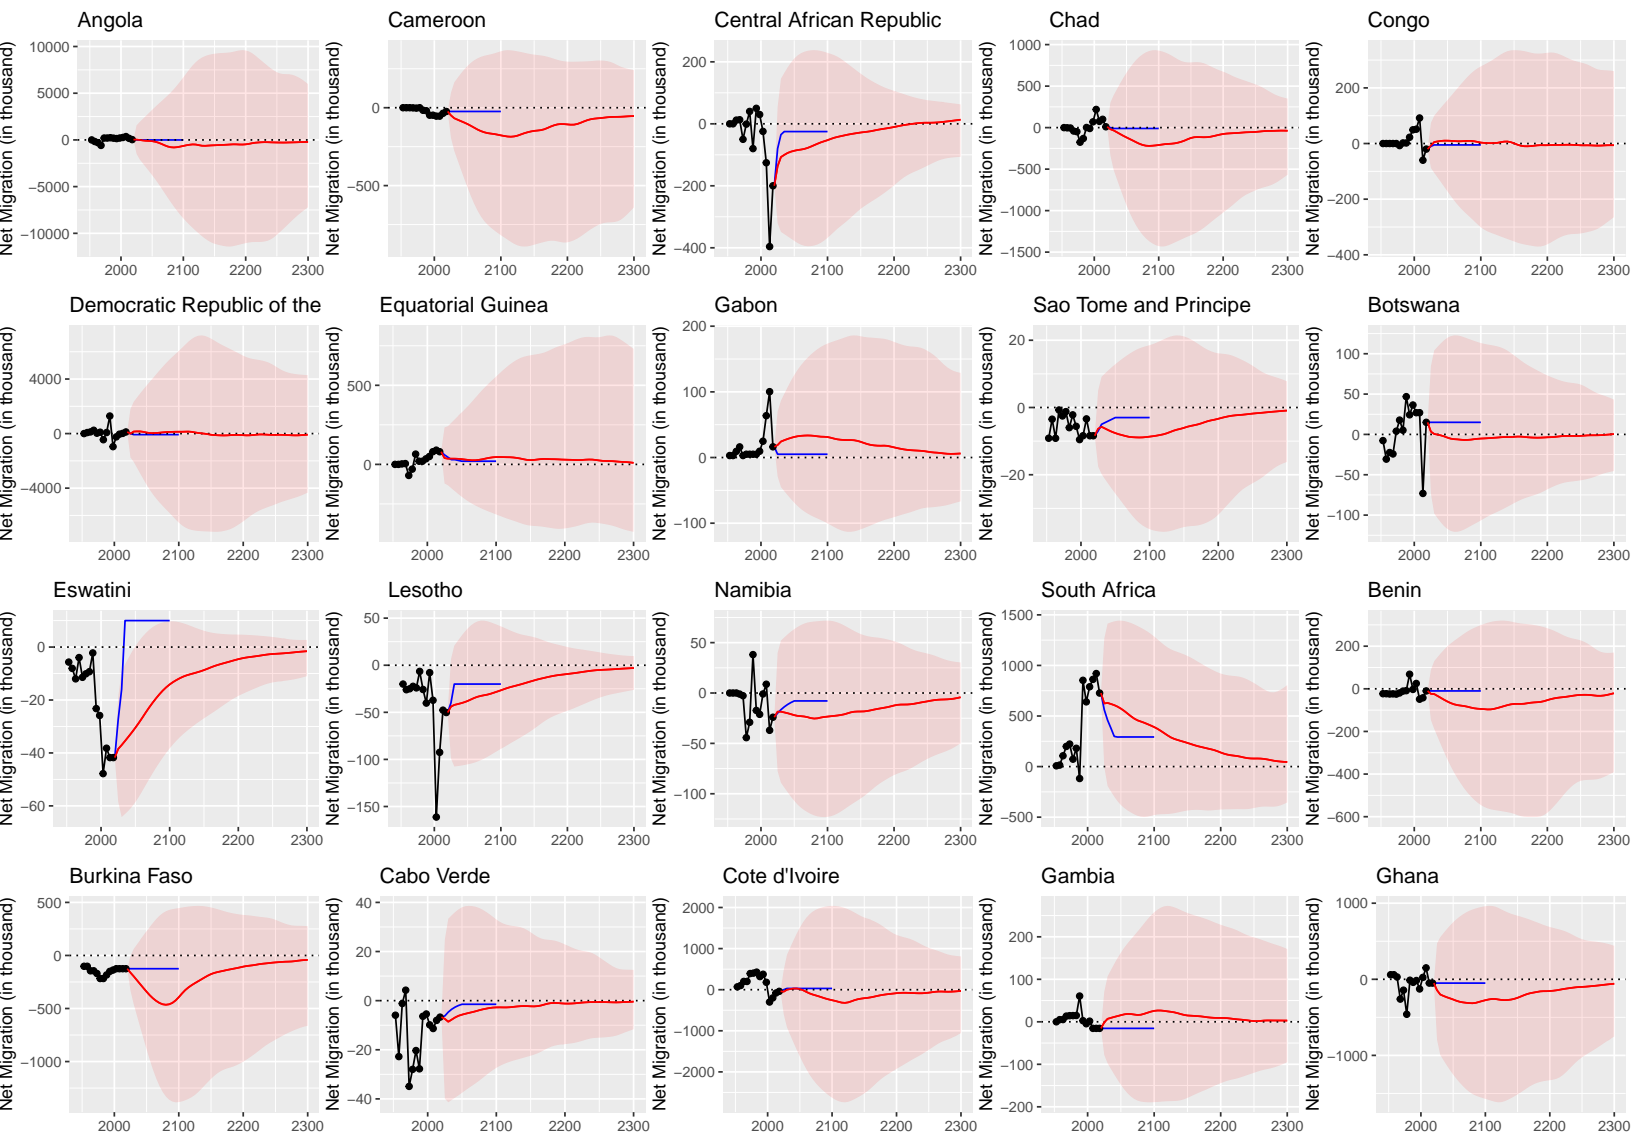 Angola
Net Migration (in thousand)
10000
5000
0
−5000
−10000
2000 2100 2200 2300
Cameroon
Net Migration (in thousand)
0
−500
2000 2100 2200 2300
Central African Republic
Net Migration (in thousand)
200
0
−200
−400
2000 2100 2200 2300
Chad
Net Migration (in thousand)
1000
500
0
−500
−1000
−1500
2000 2100 2200 2300
Congo
Net Migration (in thousand)
200
0
−200
−400
2000 2100 2200 2300
Democratic Republic of the
Net Migration (in thousand)
4000
0
−4000
2000 2100 2200 2300
Equatorial Guinea
Net Migration (in thousand)
500
0
2000 2100 2200 2300
Gabon
Net Migration (in thousand)
200
100
0
−100
2000 2100 2200 2300
Sao Tome and Principe
Net Migration (in thousand)
20
0
−20
2000 2100 2200 2300
Botswana
Net Migration (in thousand)
100
50
0
−50
−100
2000 2100 2200 2300
Eswatini
Net Migration (in thousand)
0
−20
−40
−60
2000 2100 2200 2300
Lesotho
Net Migration (in thousand)
50
0
−50
−100
−150
2000 2100 2200 2300
Namibia
Net Migration (in thousand)
50
0
−50
−100
2000 2100 2200 2300
South Africa
Net Migration (in thousand)
1500
1000
500
0
−500
2000 2100 2200 2300
Benin
Net Migration (in thousand)
200
0
−200
−400
−600
2000 2100 2200 2300
Burkina Faso
Net Migration (in thousand)
500
0
−500
−1000
2000 2100 2200 2300
Cabo Verde
Net Migration (in thousand)
40
20
0
−20
−40
2000 2100 2200 2300
Cote d'Ivoire
Net Migration (in thousand)
2000
1000
0
−1000
−2000
2000 2100 2200 2300
Gambia
Net Migration (in thousand)
200
100
0
−100
−200
2000 2100 2200 2300
Ghana
Net Migration (in thousand)
1000
0
−1000
2000 2100 2200 2300